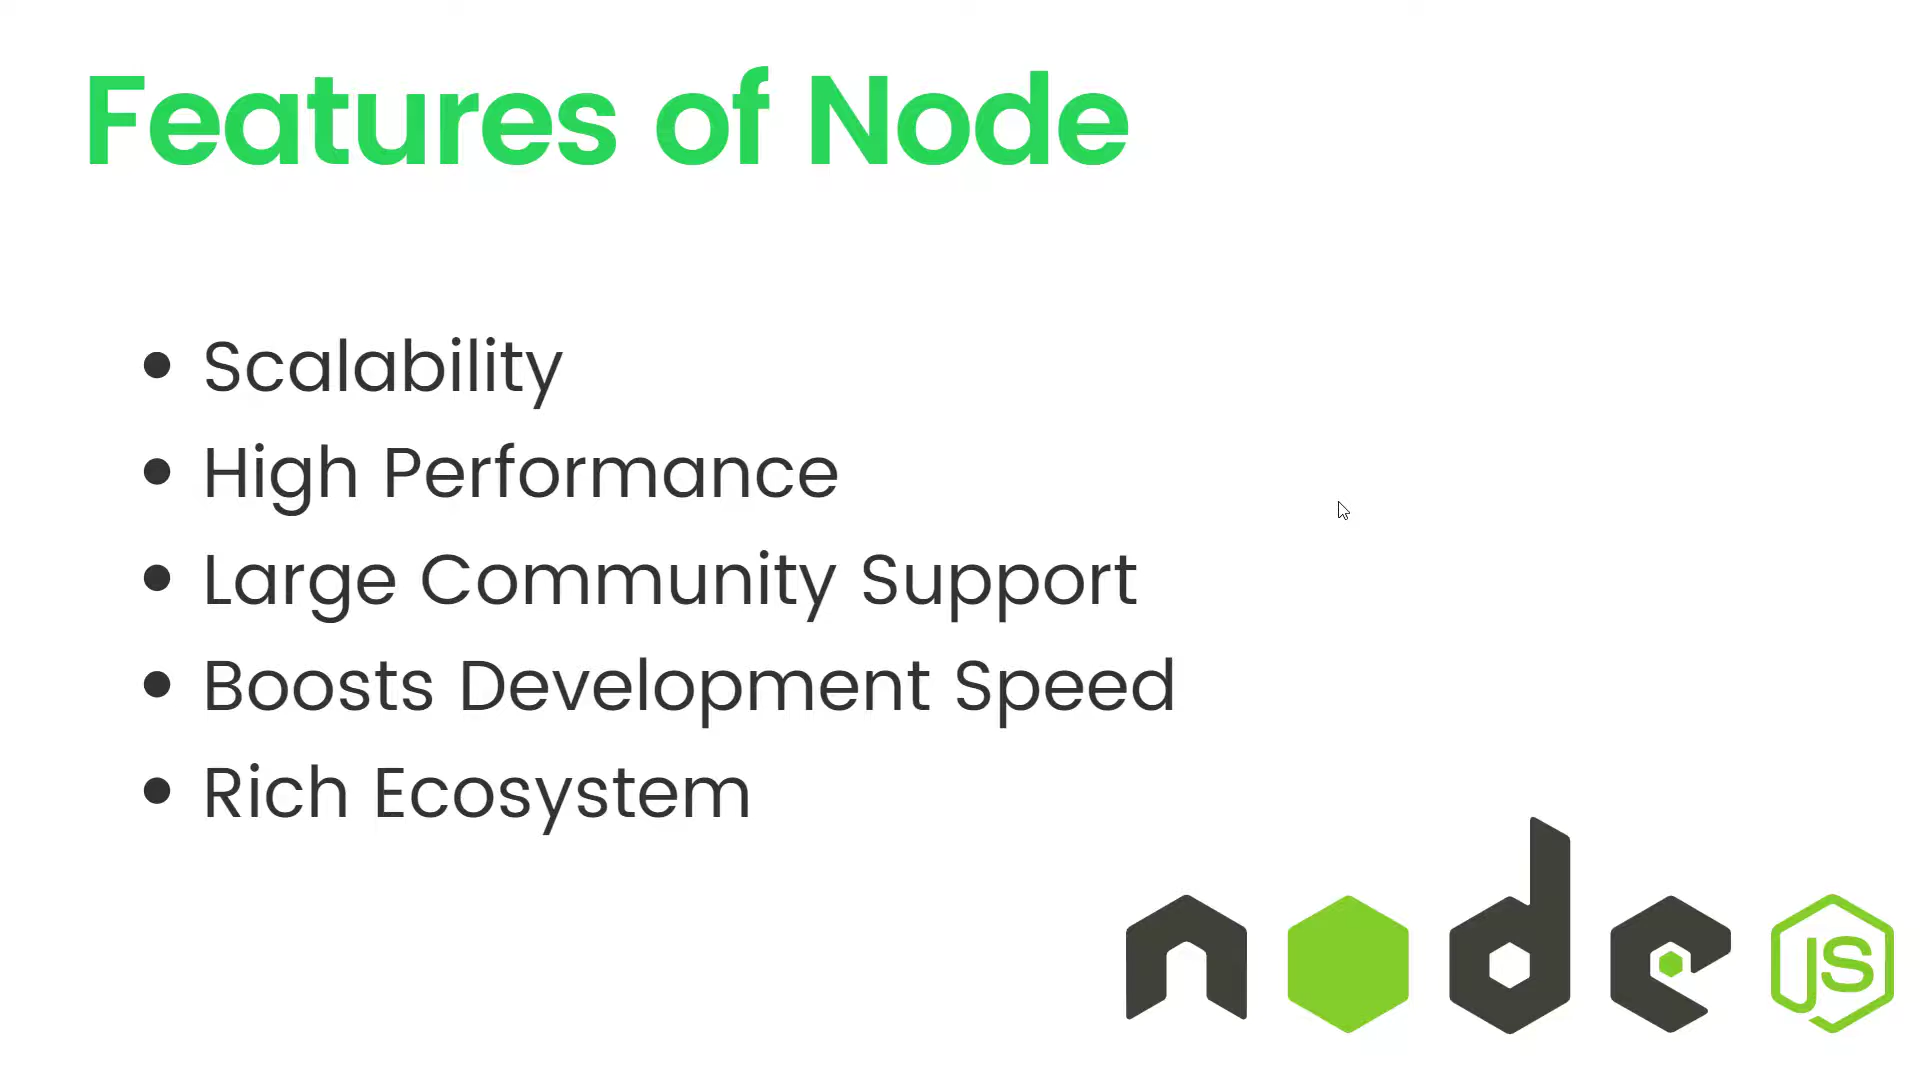 Features of Node
• Scalability
• High Performance
• Large Community Support
• Boosts Development Speed
• Rich Ecosystem
node JS